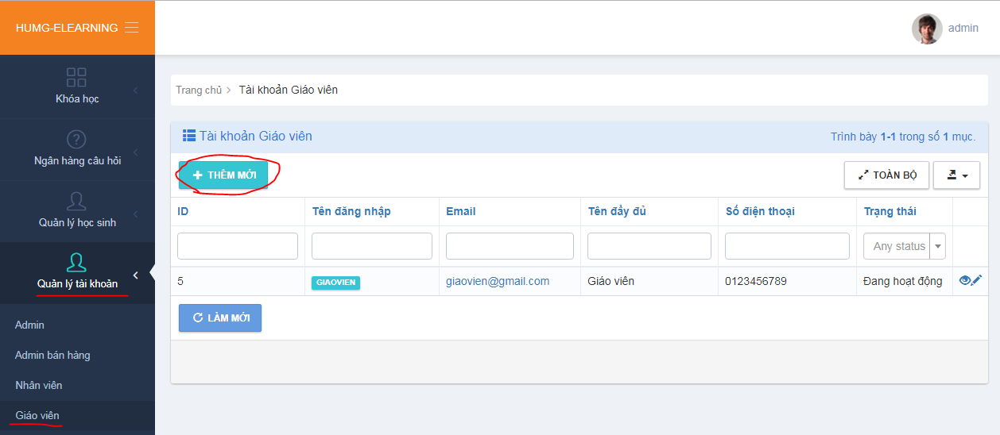 HUMG-ELEARNING
admin
Khóa học
Ngân hàng câu hỏi
Quản lý học sinh
Quản lý tài khoản
Admin
Admin bán hàng
Nhân viên
Giáo viên
Trang chủ > Tài khoản Giáo viên
Tài khoản Giáo viên
Trình bày 1-1 trong số 1 mục.
THÊM MỚI
TOÀN BỘ
ID Tên đăng nhập Email Tên đầy đủ Số điện thoại Trạng thái
Any status
5 GIAOVIEN giaovien@gmail.com Giáo viên 0123456789 Đang hoạt động
LÀM MỚI